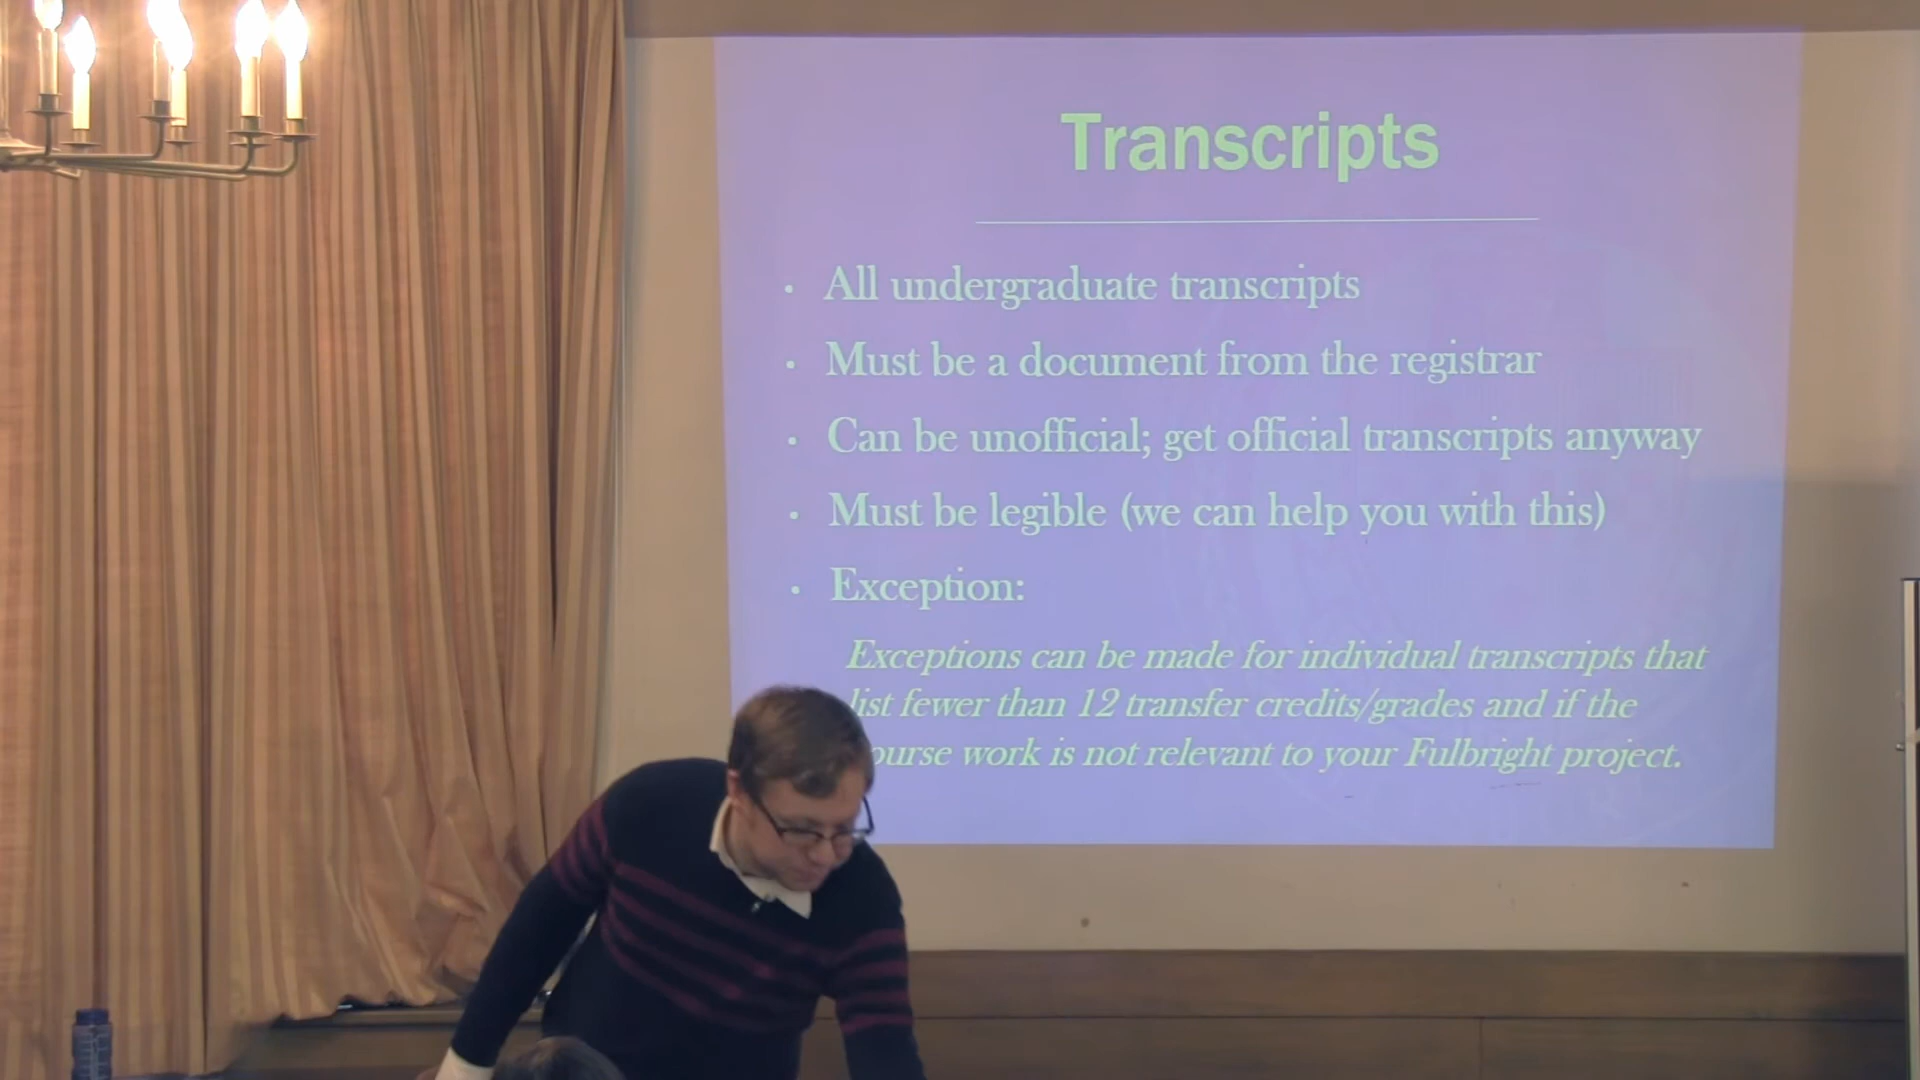 Transcripts
• All undergraduate transcripts
• Must be a document from the registrar
• Can be unofficial; get official transcripts anyway
• Must be legible (we can help you with this)
• Exception:
Exceptions can be made for individual transcripts that
list fewer than 12 transfer credits/grades and if the
ourse work is not relevant to your Fulbright project.